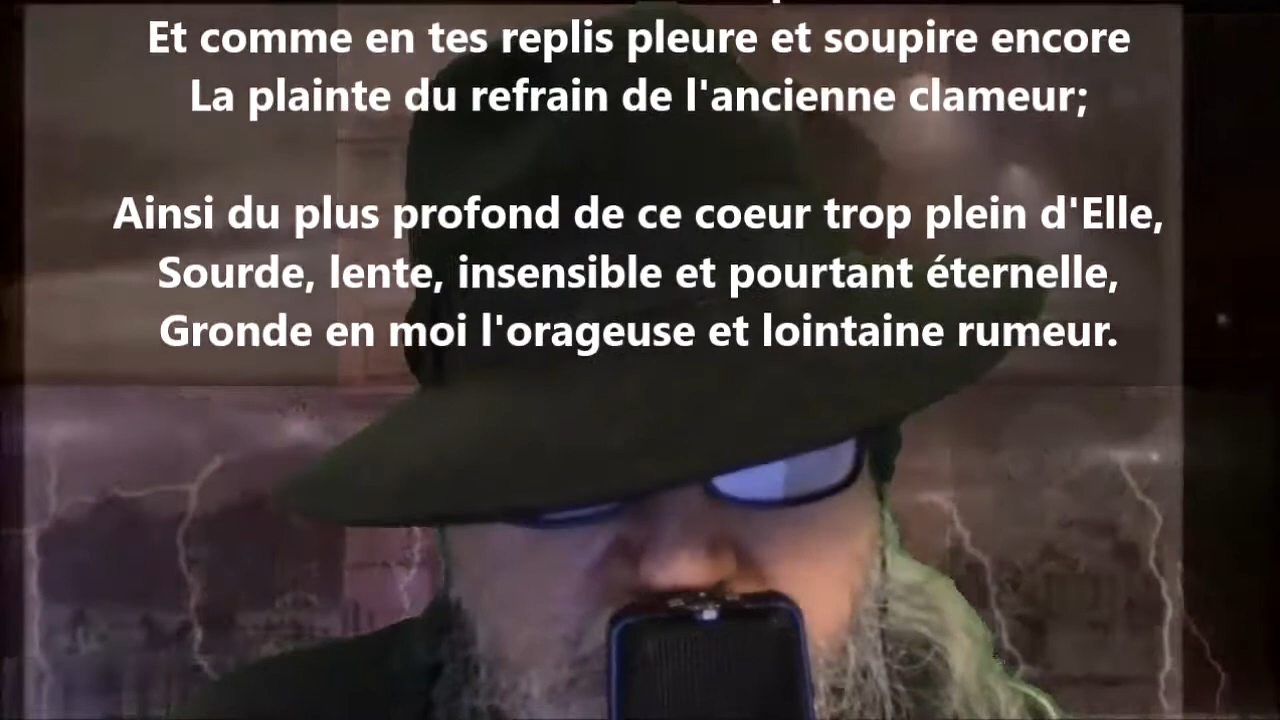 Et comme en tes replis pleure et soupire encore
La plainte du refrain de l'ancienne clameur;
Ainsi du plus profond de ce coeur trop plein d'Elle,
Sourde, lente, insensible et pourtant éternelle,
Gronde en moi l'orageuse et lointaine rumeur.